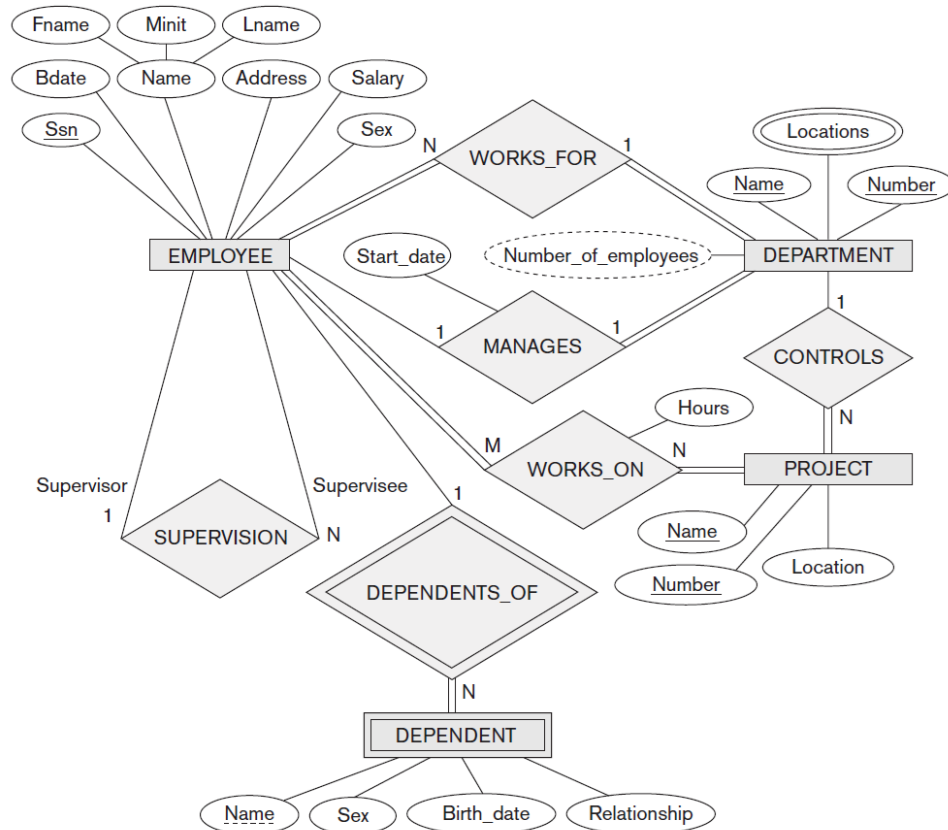 Fname
Minit
Lname
Bdate
Name
Address
Salary
Ssn
Sex
N
WORKS_FOR
1
Locations
Name
Number
EMPLOYEE
Start_date
Number_of_employees
DEPARTMENT
1
MANAGES
1
1
CONTROLS
N
Hours
M
WORKS_ON
N
PROJECT
Supervisor
1
SUPERVISION
Supervisee
N
1
Name
Number
Location
DEPENDENTS_OF
N
DEPENDENT
Name
Sex
Birth_date
Relationship